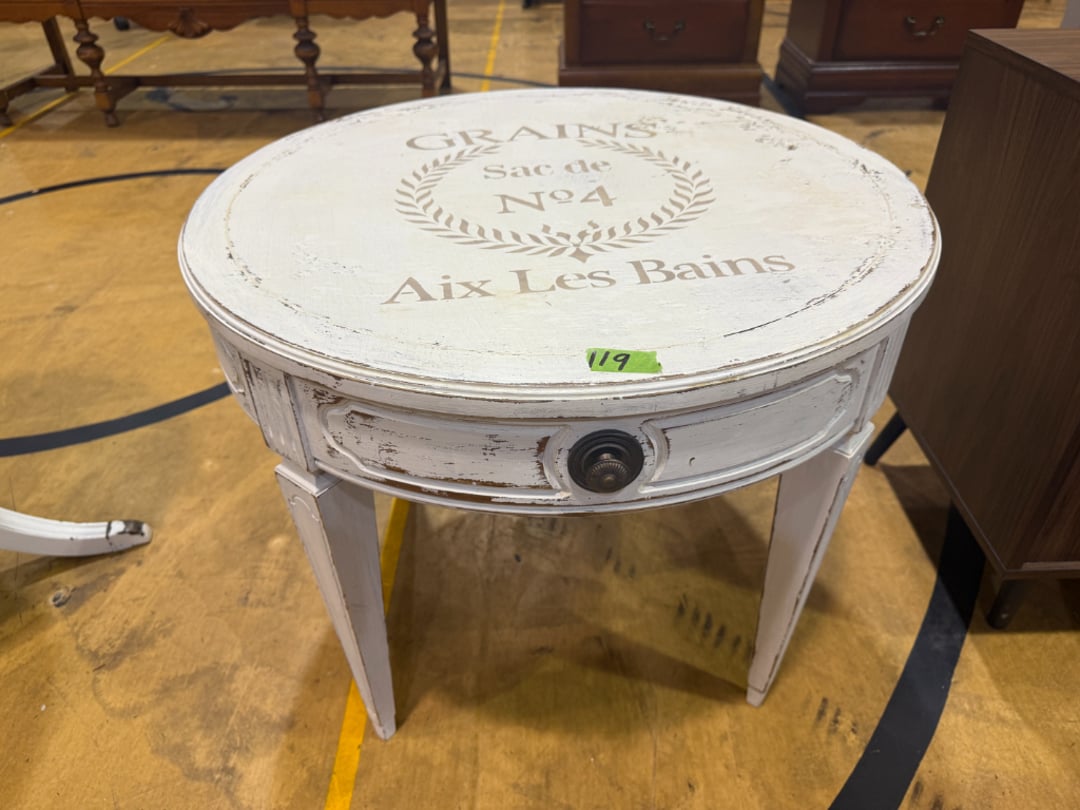 GRAINS
Sac de
Nº4
Aix Les Bains
119